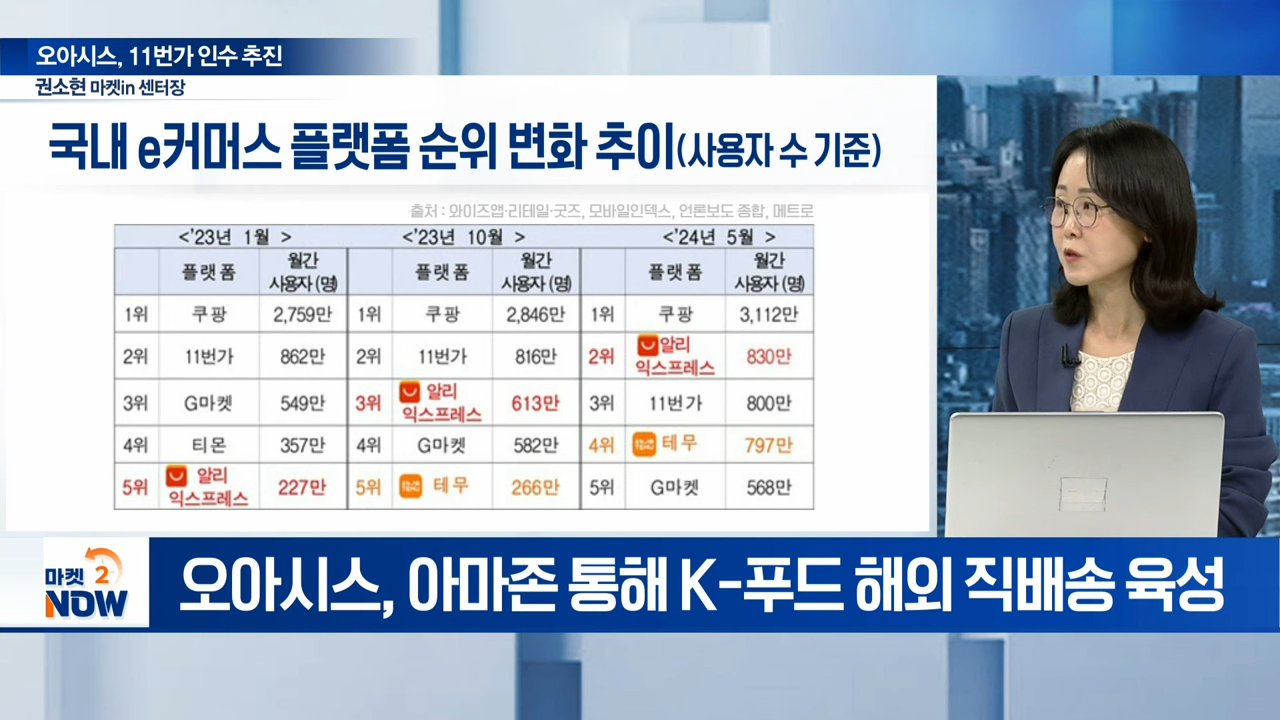 오아시스, 11번가 인수 추진
권소현 마켓in 센터장
국내 e커머스 플랫폼 순위 변화 추이(사용자 수 기준)
출처 : 와이즈앱·리테일·굿즈, 모바일인덱스, 언론보도 종합, 메트로
<'23년 1월 > <'23년 10월 > <'24년 5월 >
플랫폼 월간 사용자(명) 플랫폼 월간 사용자(명) 플랫폼 월간 사용자(명)
1위 쿠팡 2,759만 1위 쿠팡 2,846만 1위 쿠팡 3,112만
2위 11번가 862만 2위 11번가 816만 2위 알리 익스프레스 830만
3위 G마켓 549만 3위 알리 익스프레스 613만 3위 11번가 800만
4위 티몬 357만 4위 G마켓 582만 4위 테무 797만
5위 알리 익스프레스 227만 5위 테무 266만 5위 G마켓 568만
마켓 2
NOW
오아시스, 아마존 통해 K-푸드 해외 직배송 육성